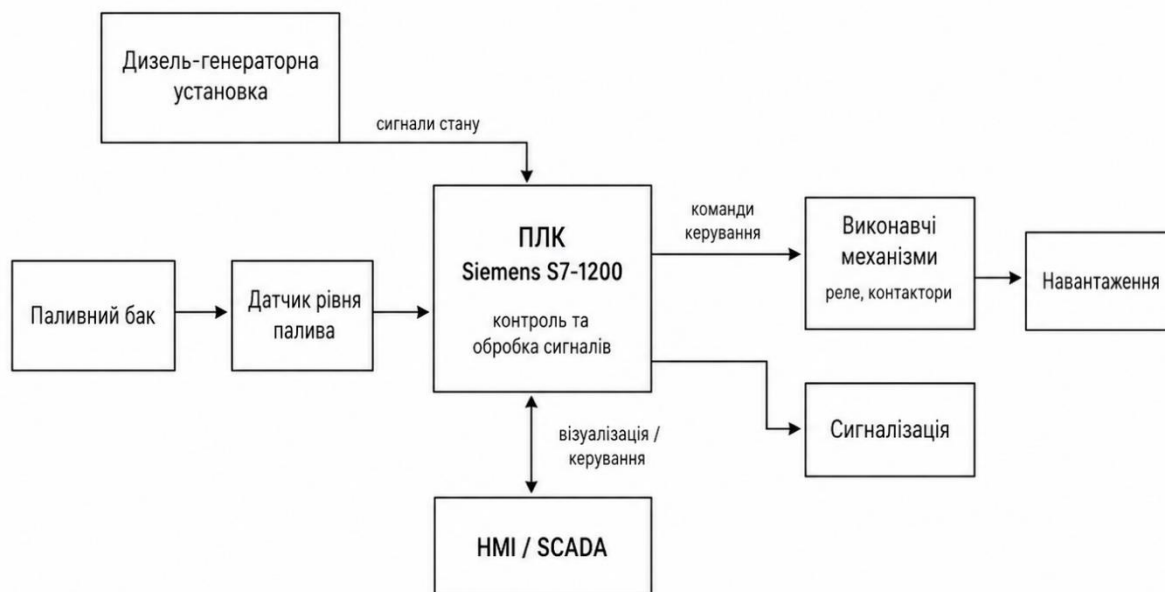 Дизель-генераторна
установка
сигнали стану
ПЛК
Siemens S7-1200
контроль та
обробка сигналів
команди
керування
Виконавчі
механізми
реле, контактори
Навантаження
Паливний бак
Датчик рівня
палива
Сигналізація
візуалізація /
керування
HMI / SCADA